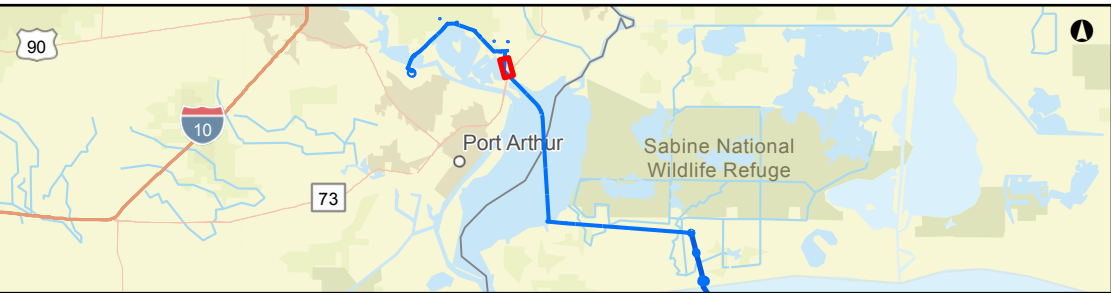 90
10
Port Arthur
Sabine National
Wildlife Refuge
73